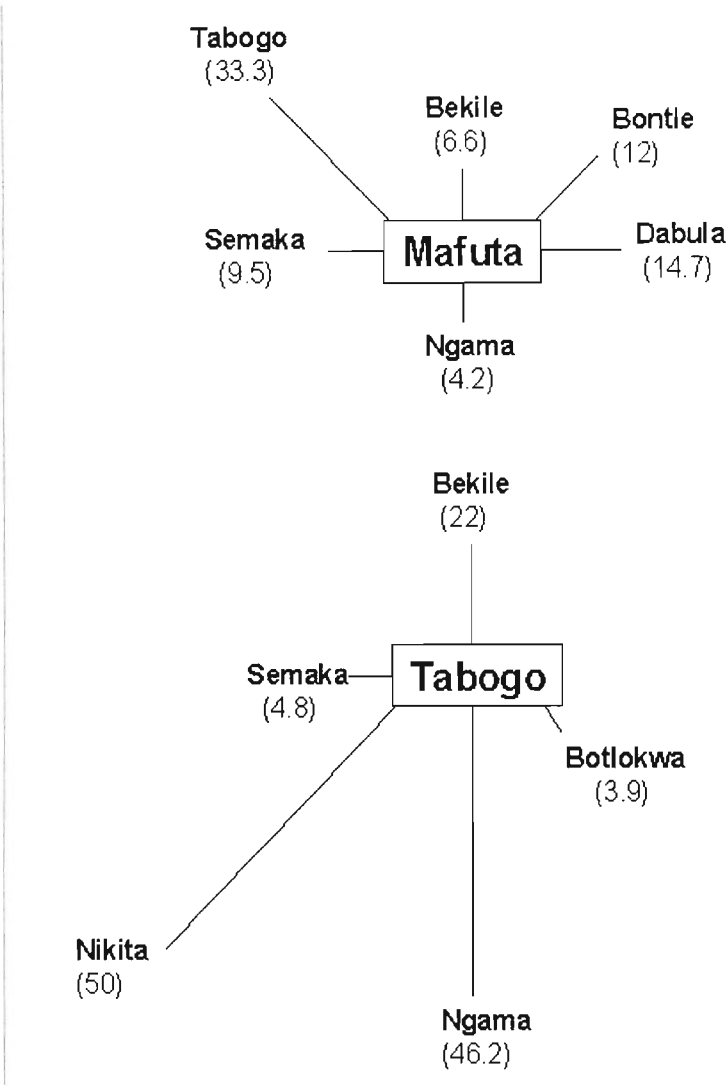 Tabogo
(33.3)
Bekile
(6.6)
Bontle
(12)
Semaka
(9.5)
Mafuta
Dabula
(14.7)
Ngama
(4.2)
Bekile
(22)
Semaka
(4.8)
Tabogo
Botlokwa
(3.9)
Nikita
(50)
Ngama
(46.2)